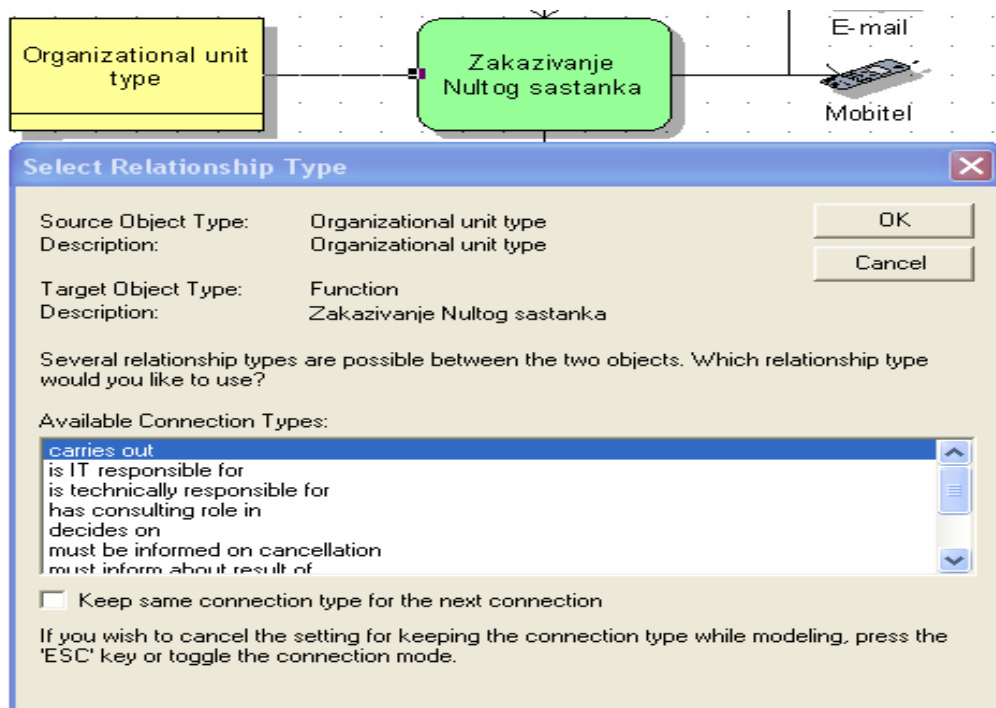 E-mail
Organizational unit
type
Zakazivanje
Nultog sastanka
Mobitel
Select Relationship Type
Source Object Type: Organizational unit type
Description: Organizational unit type
OK
Cancel
Target Object Type: Function
Description: Zakazivanje Nultog sastanka
Several relationship types are possible between the two objects. Which relationship type
would you like to use?
Available Connection Types:
carries out
is IT responsible for
is technically responsible for
has consulting role in
decides on
must be informed on cancellation
must inform about result of
Keep same connection type for the next connection
If you wish to cancel the setting for keeping the connection type while modeling, press the
'ESC' key or toggle the connection mode.